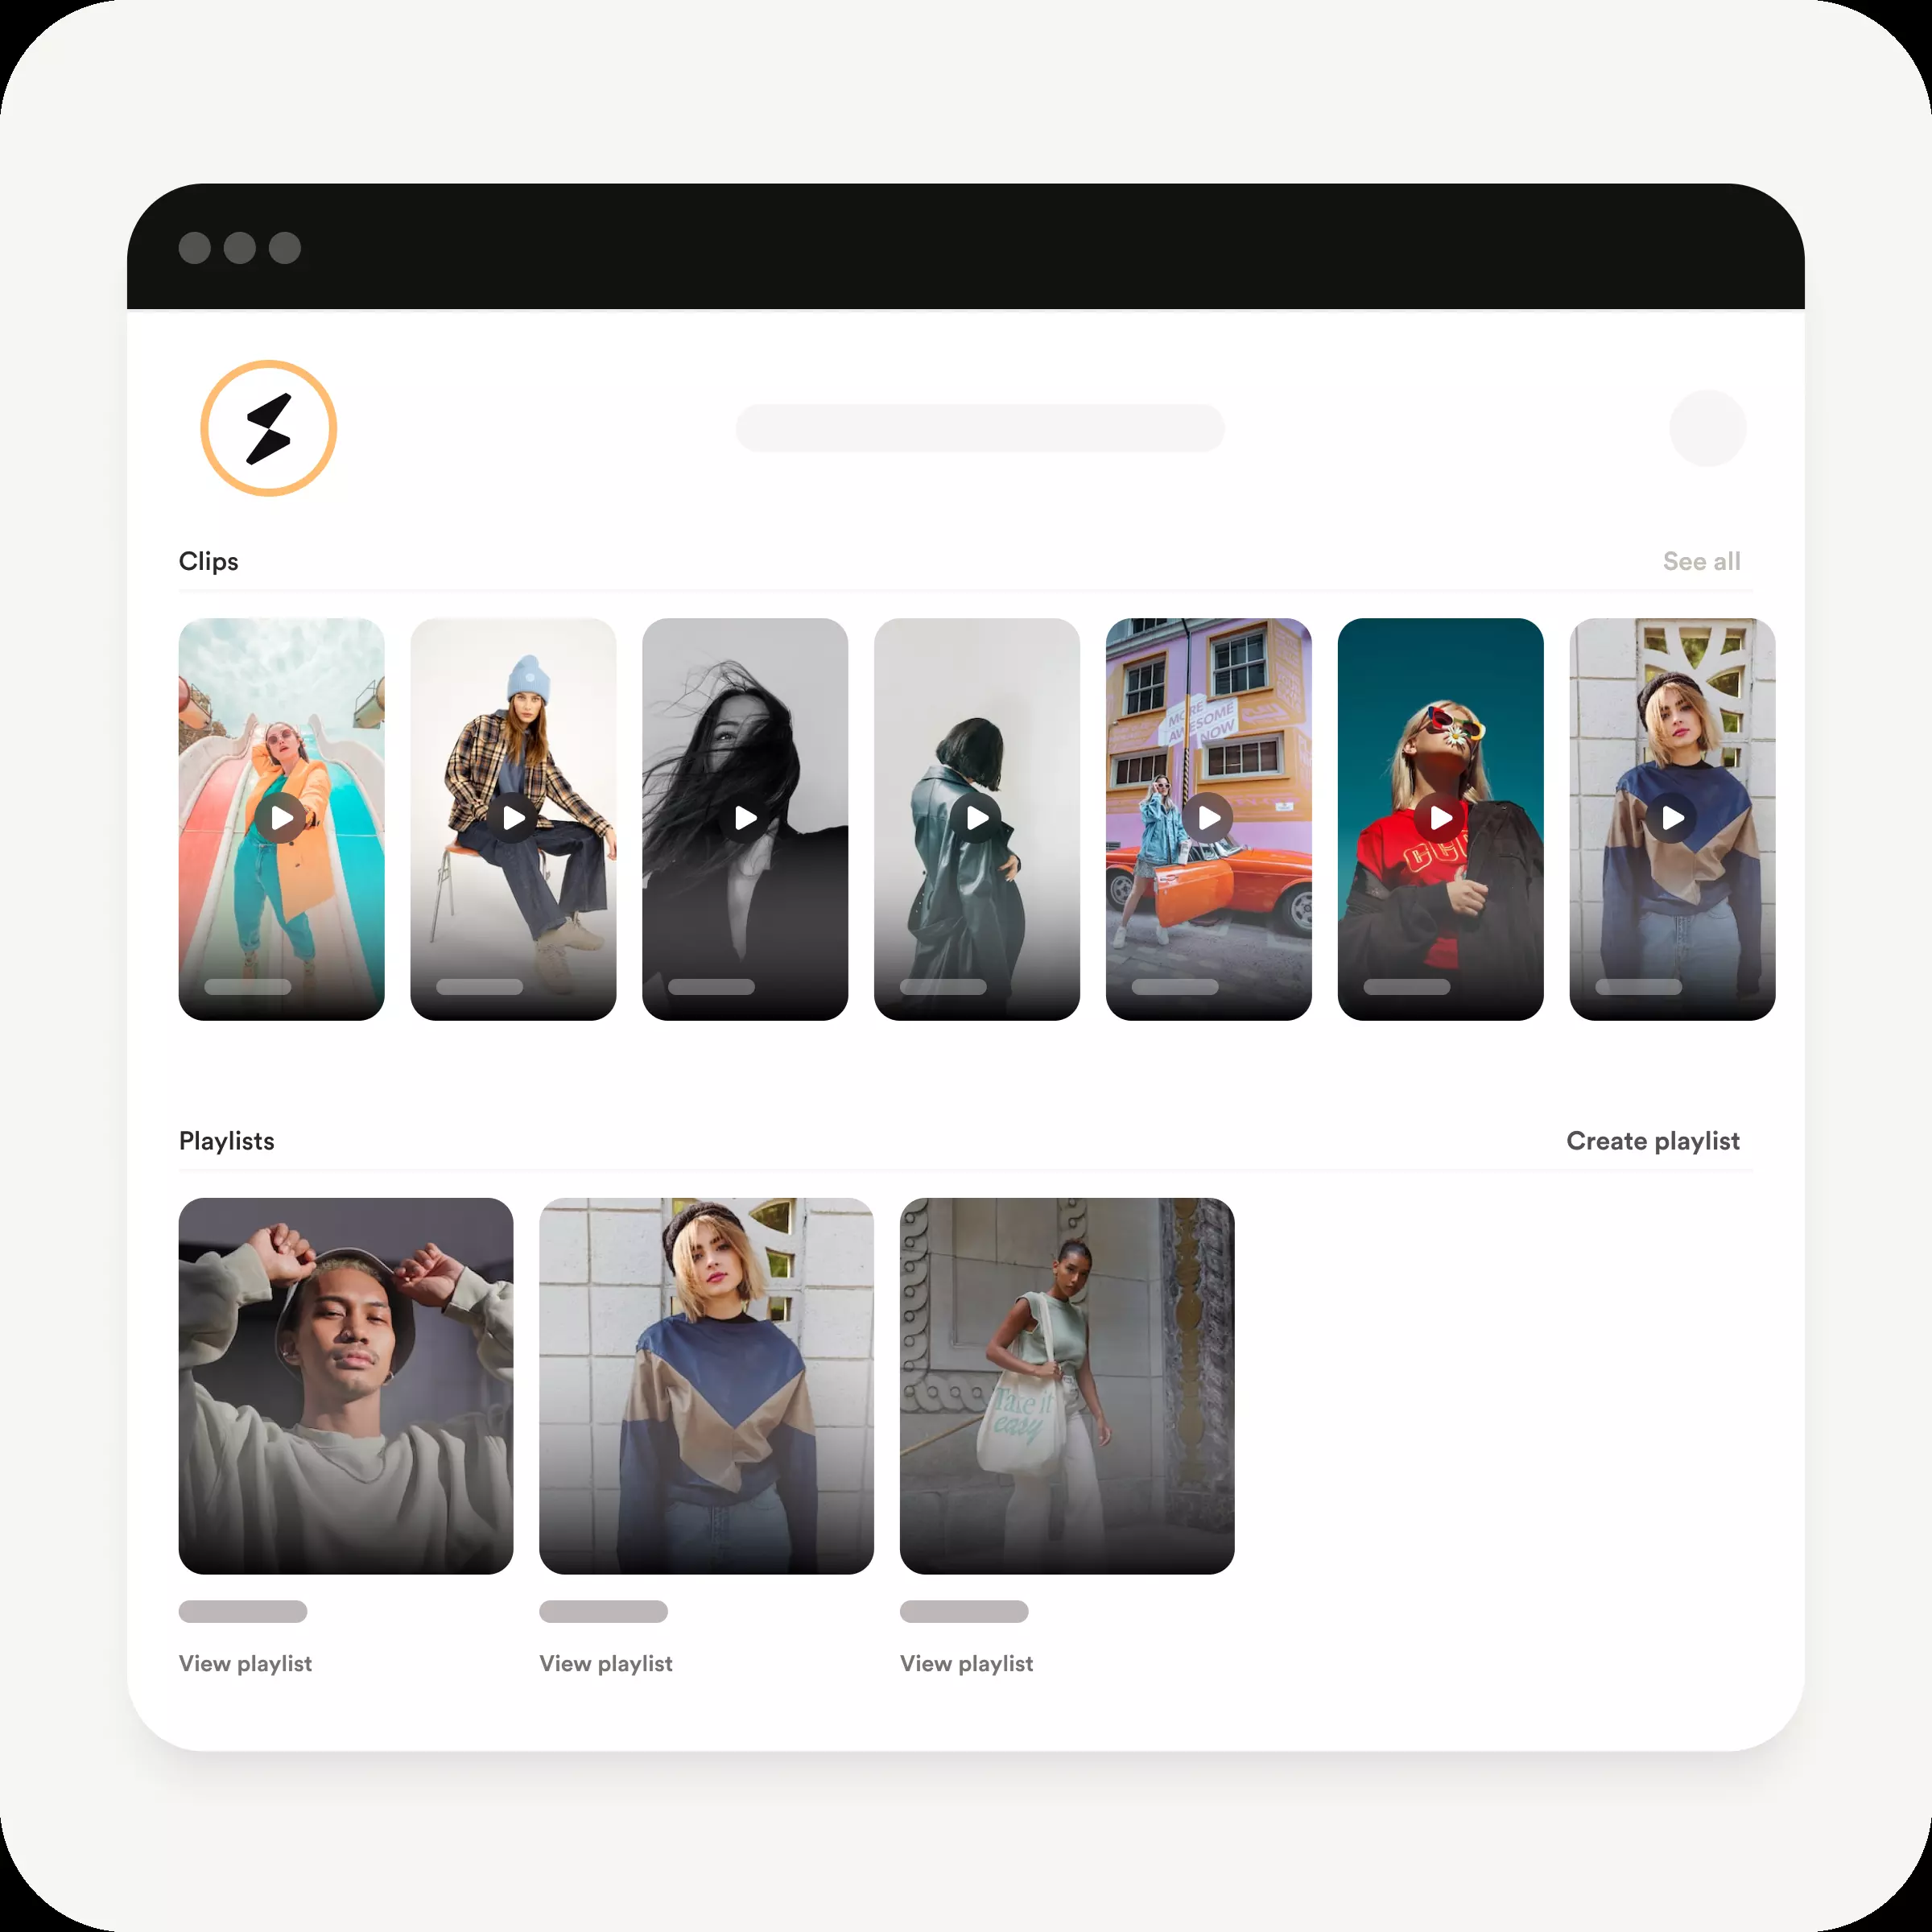 Clips
See all
MORE
AWESOME
NOW
Playlists
Create playlist
Take it
easy
View playlist
View playlist
View playlist